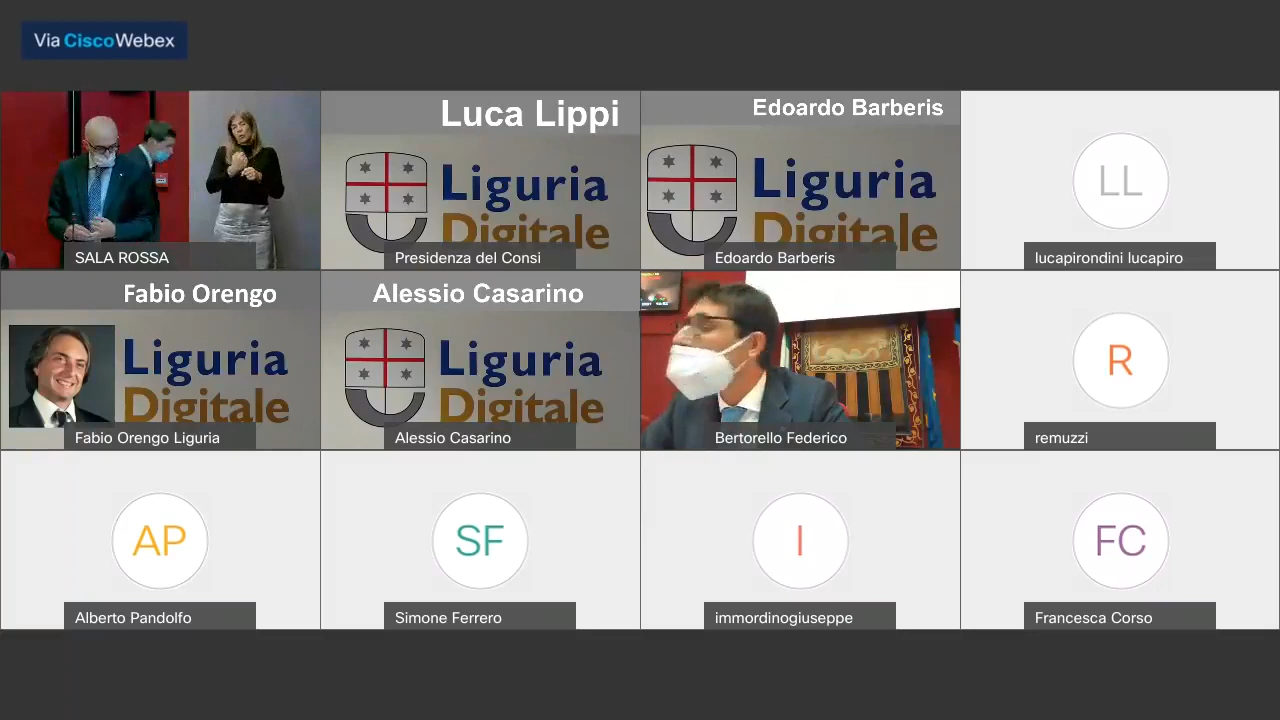 Via Cisco Webex
SALA ROSSA
Luca Lippi
Liguria
Digitale
Presidenza del Consi
Edoardo Barberis
Liguria
Digitale
Edoardo Barberis
LL
lucapirondini lucapiro
Fabio Orengo
Liguria
Digitale
Fabio Orengo Liguria
Alessio Casarino
Liguria
Digitale
Alessio Casarino
Bertorello Federico
R
remuzzi
AP
Alberto Pandolfo
SF
Simone Ferrero
I
immordinogiuseppe
FC
Francesca Corso